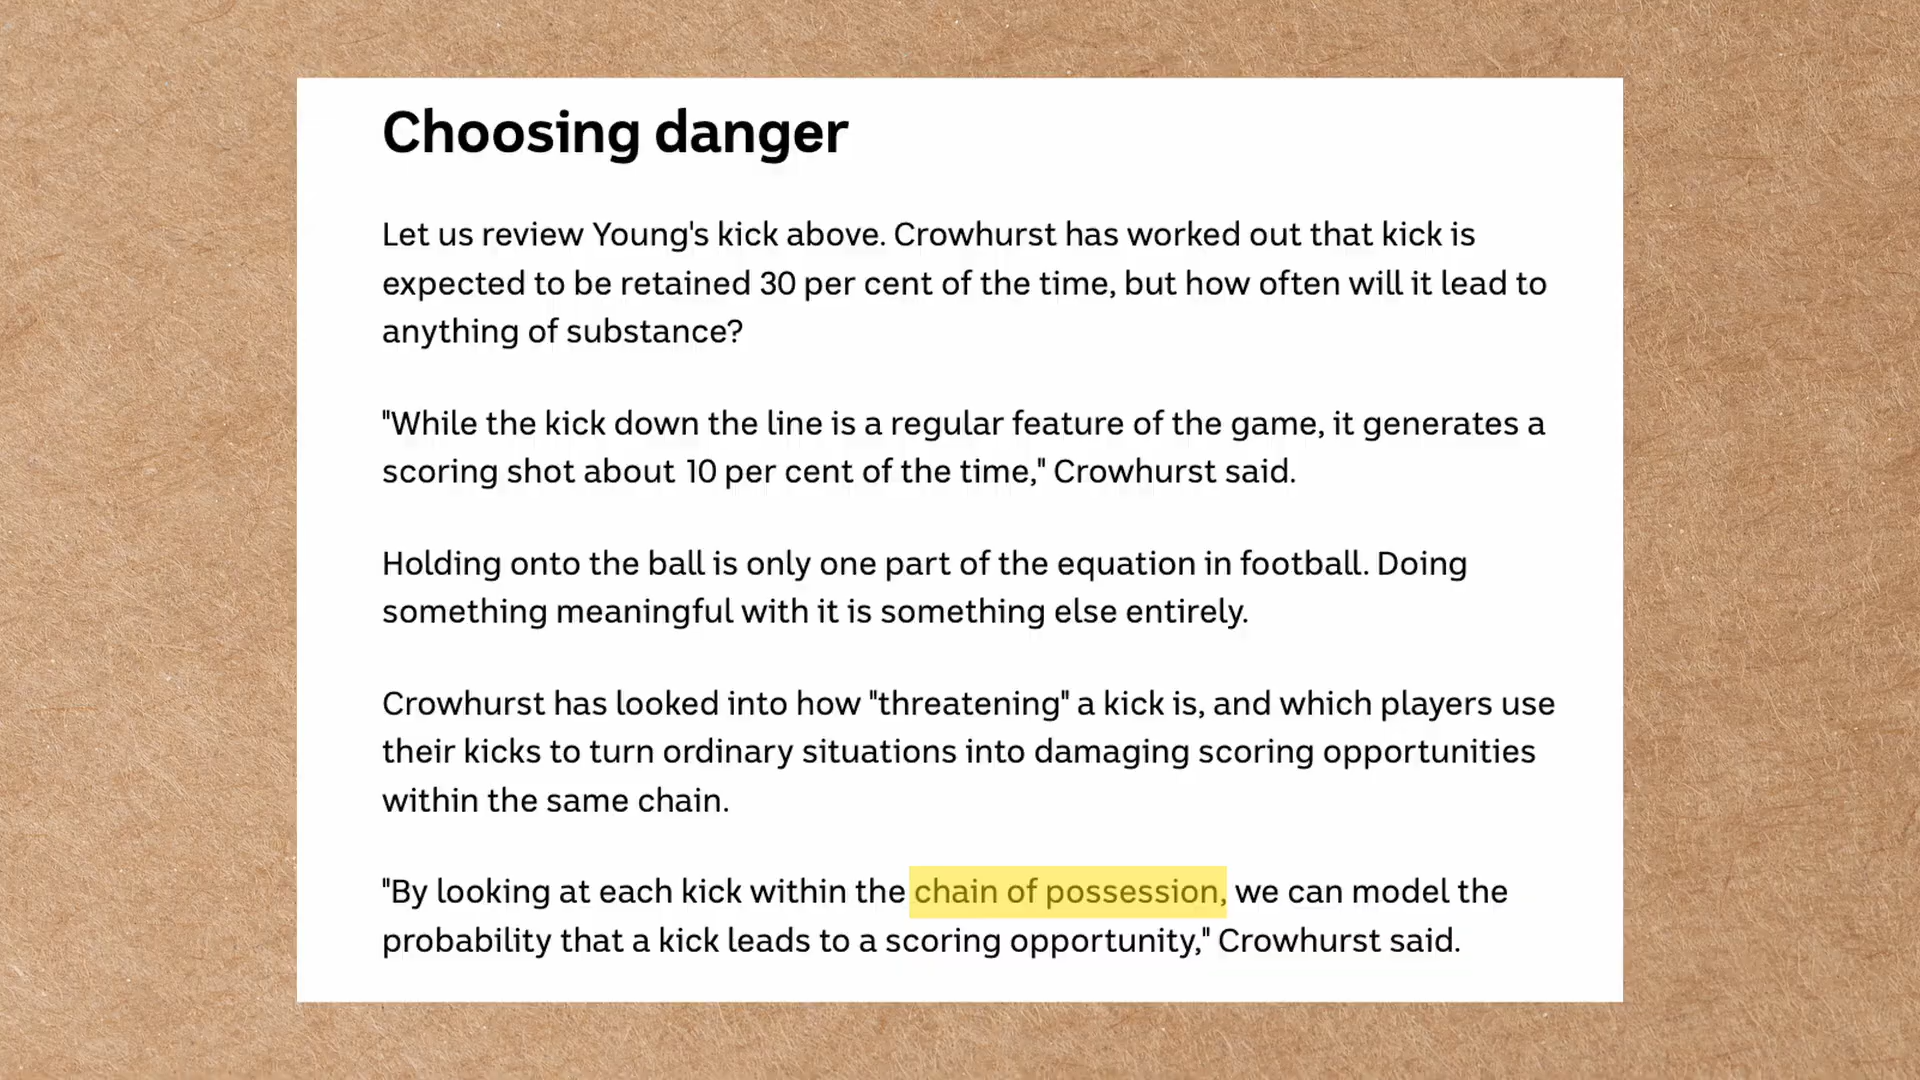 Choosing danger
Let us review Young's kick above. Crowhurst has worked out that kick is
expected to be retained 30 per cent of the time, but how often will it lead to
anything of substance?
"While the kick down the line is a regular feature of the game, it generates a
scoring shot about 10 per cent of the time," Crowhurst said.
Holding onto the ball is only one part of the equation in football. Doing
something meaningful with it is something else entirely.
Crowhurst has looked into how "threatening" a kick is, and which players use
their kicks to turn ordinary situations into damaging scoring opportunities
within the same chain.
"By looking at each kick within the chain of possession, we can model the
probability that a kick leads to a scoring opportunity," Crowhurst said.